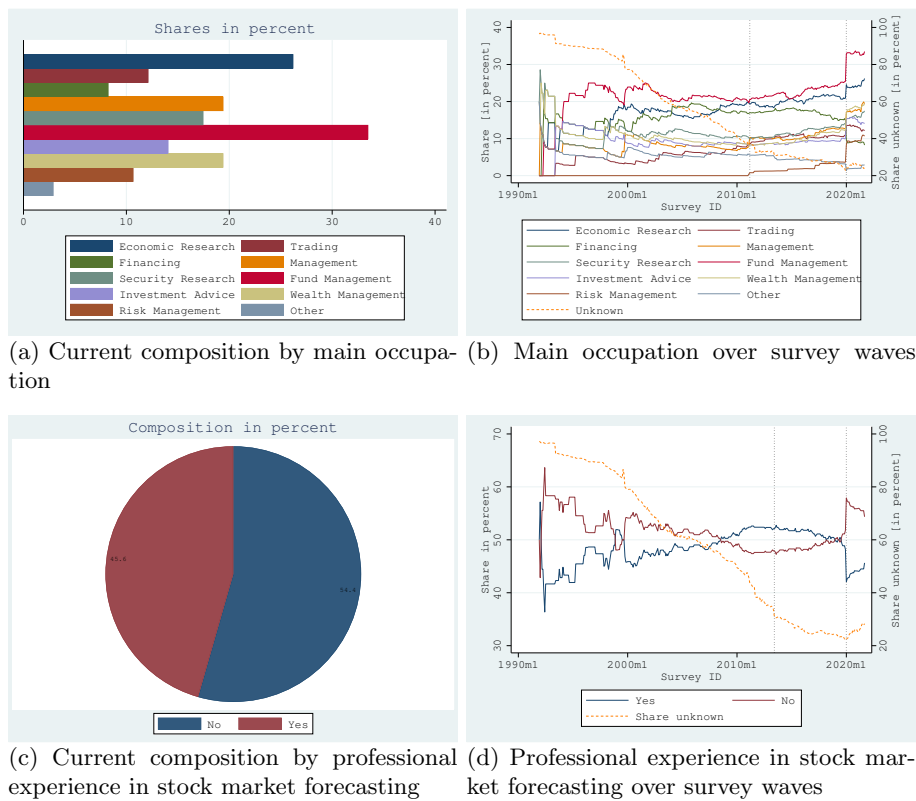 Shares in percent
0 10 20 30 40
Economic Research Trading
Financing Management
Security Research Fund Management
Investment Advice Wealth Management
Risk Management Other
(a) Current composition by main occupa-
tion
Share [in percent]
40
30
20
10
0
Share unknown [in percent]
100
80
60
40
20
1990m1 2000m1 2010m1 2020m1
Survey ID
Economic Research Trading
Financing Management
Security Research Fund Management
Investment Advice Wealth Management
Risk Management Other
Unknown
(b) Main occupation over survey waves
Composition in percent
45.6
No Yes
(c) Current composition by professional
experience in stock market forecasting
Share in percent
70
60
50
40
30
Share unknown [in percent]
100
80
60
40
20
1990m1 2000m1 2010m1 2020m1
Survey ID
Yes No
Share unknown
(d) Professional experience in stock mar-
ket forecasting over survey waves